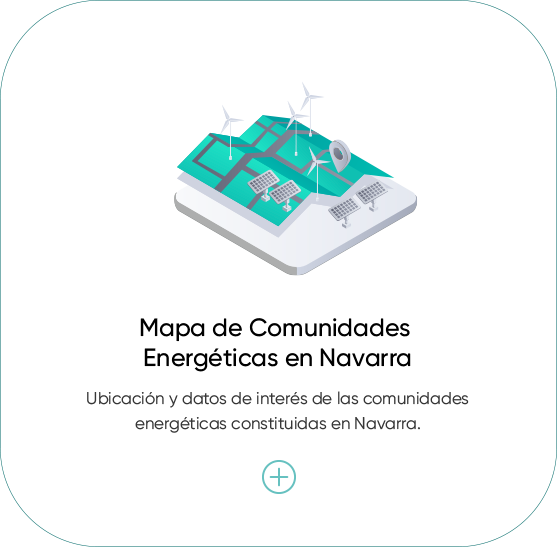 Mapa de Comunidades
Energéticas en Navarra
Ubicación y datos de interés de las comunidades
energéticas constituidas en Navarra.